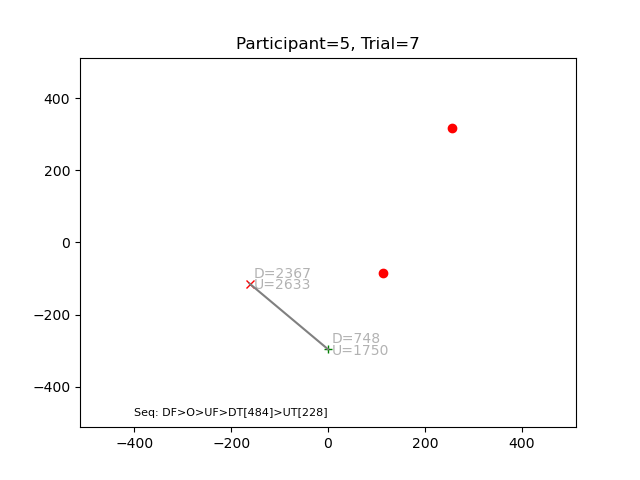 Participant=5, Trial=7
400
200
0
−200
−400
D=2367
U=2633
D=748
U=1750
Seq: DF>O>UF>DT[484]>UT[228]
−400
−200
0
200
400